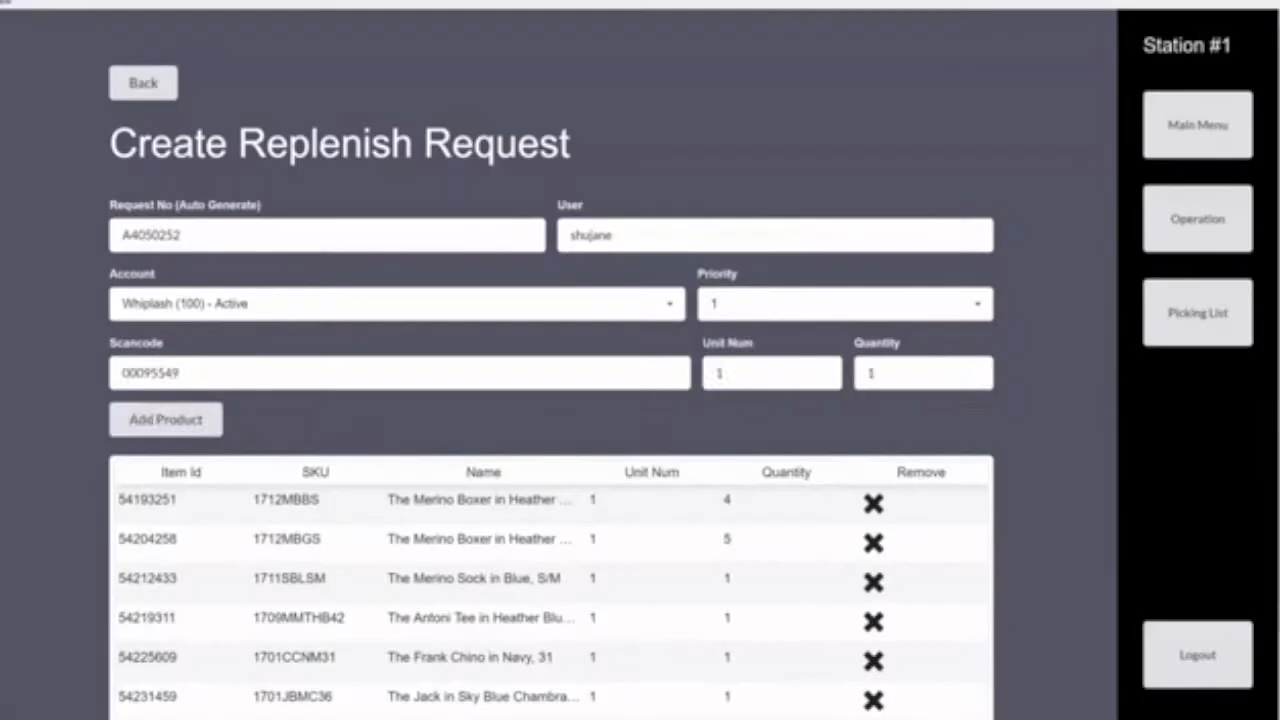 Station #1
Back
Main Menu
Create Replenish Request
Request No (Auto Generate) User
A4050252 shujane
Operation
Account Priority
Whiplash (100) - Active 1
Picking List
Scancode Unit Num Quantity
00095549 1 1
Add Product
Item Id SKU Name Unit Num Quantity Remove
54193251 1712MBBS The Merino Boxer in Heather ... 1 4
54204258 1712MBGS The Merino Boxer in Heather ... 1 5
54212433 1711SBLSM The Merino Sock in Blue, S/M 1 1
54219311 1709MMTHB42 The Antoni Tee in Heather Blu... 1 1
54225609 1701CCNM31 The Frank Chino in Navy, 31 1 1
54231459 1701JBMC36 The Jack in Sky Blue Chambra... 1 1
Logout